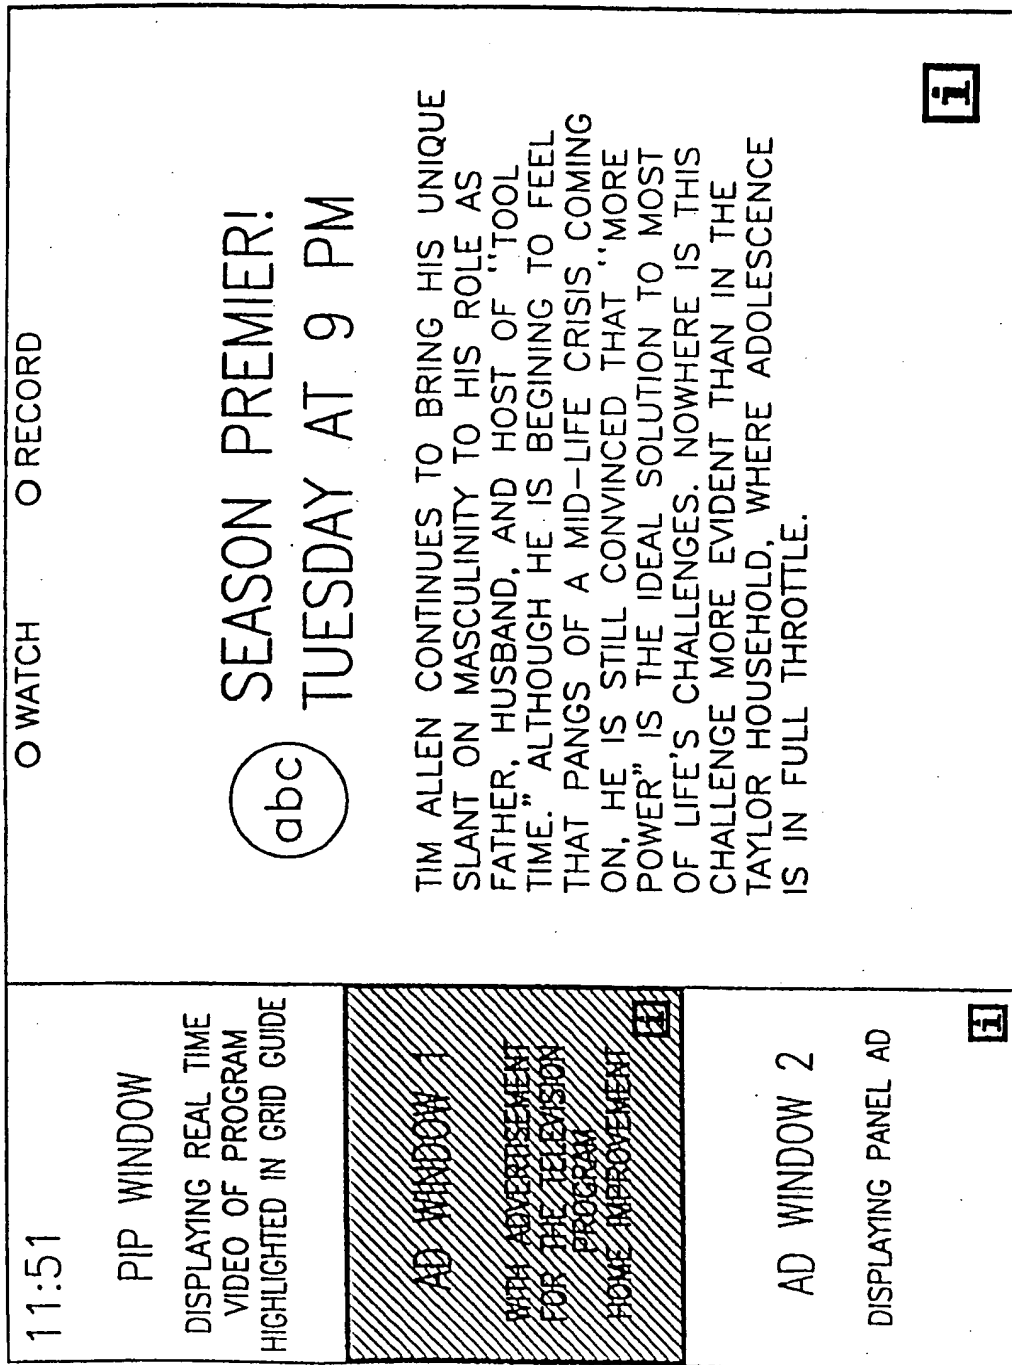 11:51
PIP WINDOW
DISPLAYING REAL TIME
VIDEO OF PROGRAM
HIGHLIGHTED IN GRID GUIDE
AD WINDOW 1
WITH ADVERTISEMENT
FOR THE TELEVISION
PROGRAM
HOME IMPROVEMENT
i
AD WINDOW 2
DISPLAYING PANEL AD
i
O WATCH O RECORD
abc
SEASON PREMIER!
TUESDAY AT 9 PM
TIM ALLEN CONTINUES TO BRING HIS UNIQUE
SLANT ON MASCULINITY TO HIS ROLE AS
FATHER, HUSBAND, AND HOST OF "TOOL
TIME." ALTHOUGH HE IS BEGINING TO FEEL
THAT PANGS OF A MID-LIFE CRISIS COMING
ON, HE IS STILL CONVINCED THAT "MORE
POWER" IS THE IDEAL SOLUTION TO MOST
OF LIFE'S CHALLENGES. NOWHERE IS THIS
CHALLENGE MORE EVIDENT THAN IN THE
TAYLOR HOUSEHOLD, WHERE ADOLESCENCE
IS IN FULL THROTTLE.
i